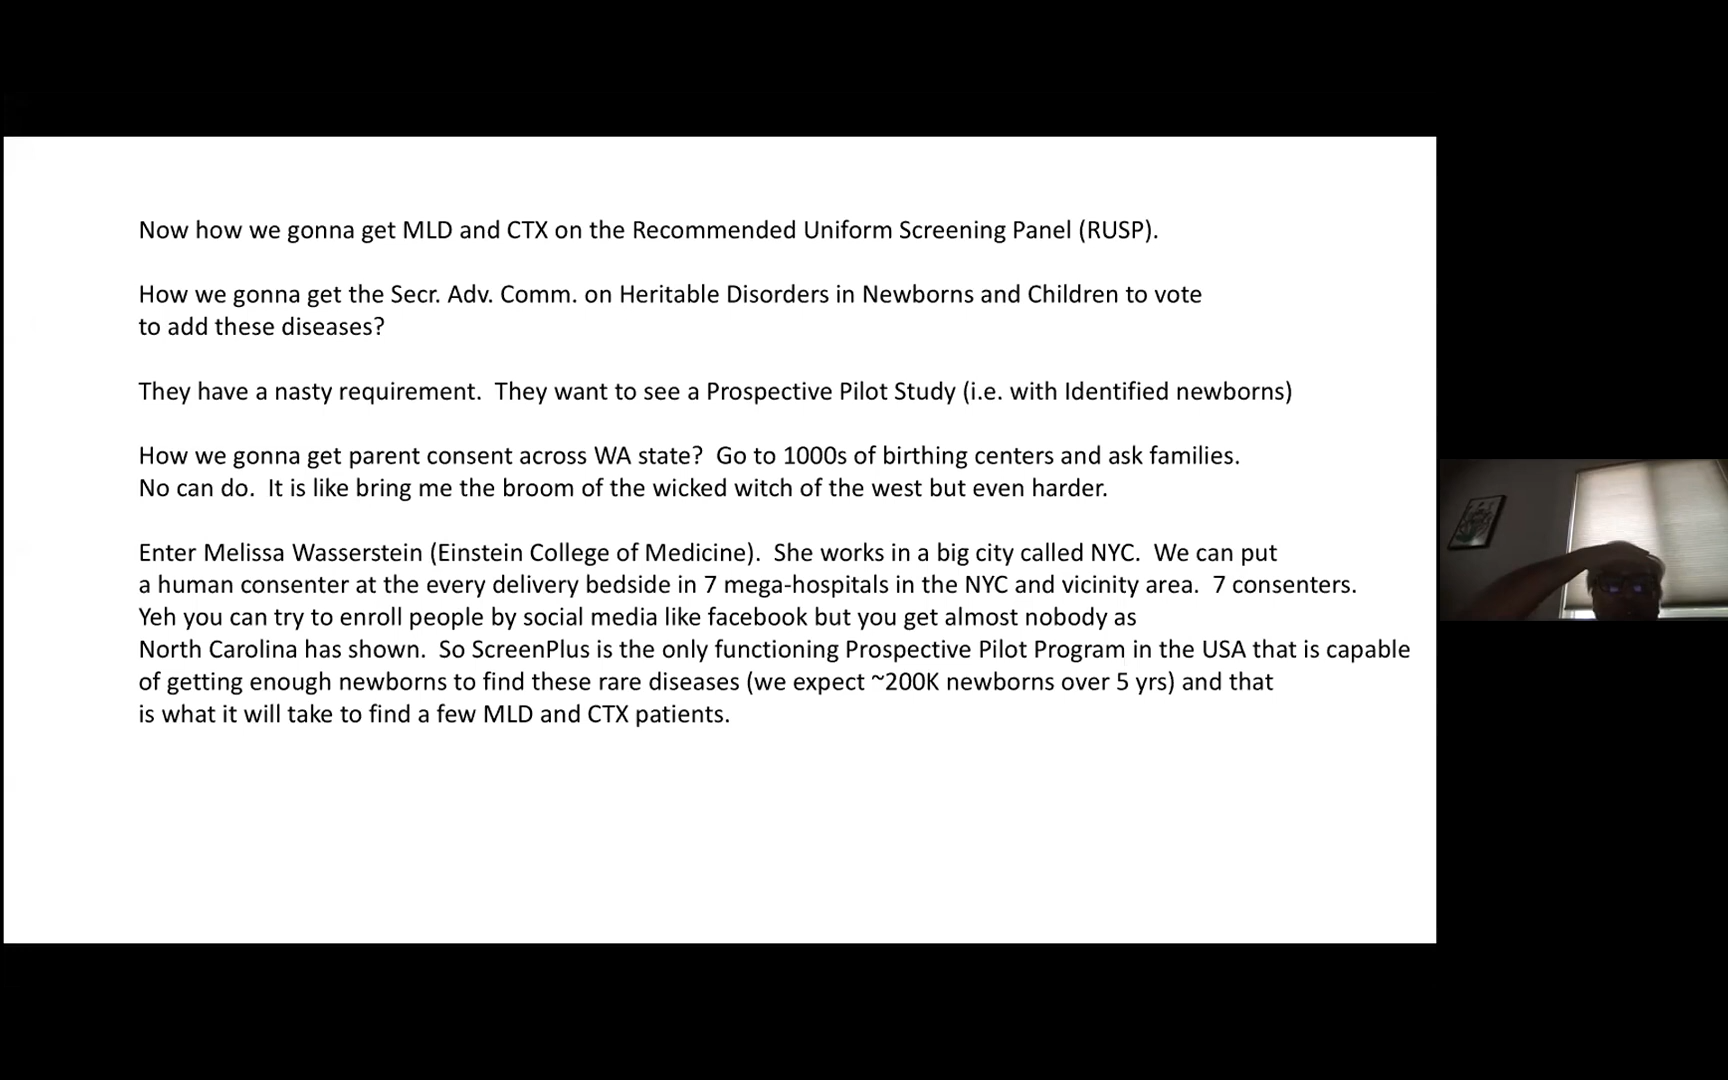 Now how we gonna get MLD and CTX on the Recommended Uniform Screening Panel (RUSP).
How we gonna get the Secr. Adv. Comm. on Heritable Disorders in Newborns and Children to vote
to add these diseases?
They have a nasty requirement.  They want to see a Prospective Pilot Study (i.e. with Identified newborns)
How we gonna get parent consent across WA state?  Go to 1000s of birthing centers and ask families.
No can do.  It is like bring me the broom of the wicked witch of the west but even harder.
Enter Melissa Wasserstein (Einstein College of Medicine).  She works in a big city called NYC.  We can put
a human consenter at the every delivery bedside in 7 mega-hospitals in the NYC and vicinity area.  7 consenters.
Yeh you can try to enroll people by social media like facebook but you get almost nobody as
North Carolina has shown.  So ScreenPlus is the only functioning Prospective Pilot Program in the USA that is capable
of getting enough newborns to find these rare diseases (we expect ~200K newborns over 5 yrs) and that
is what it will take to find a few MLD and CTX patients.